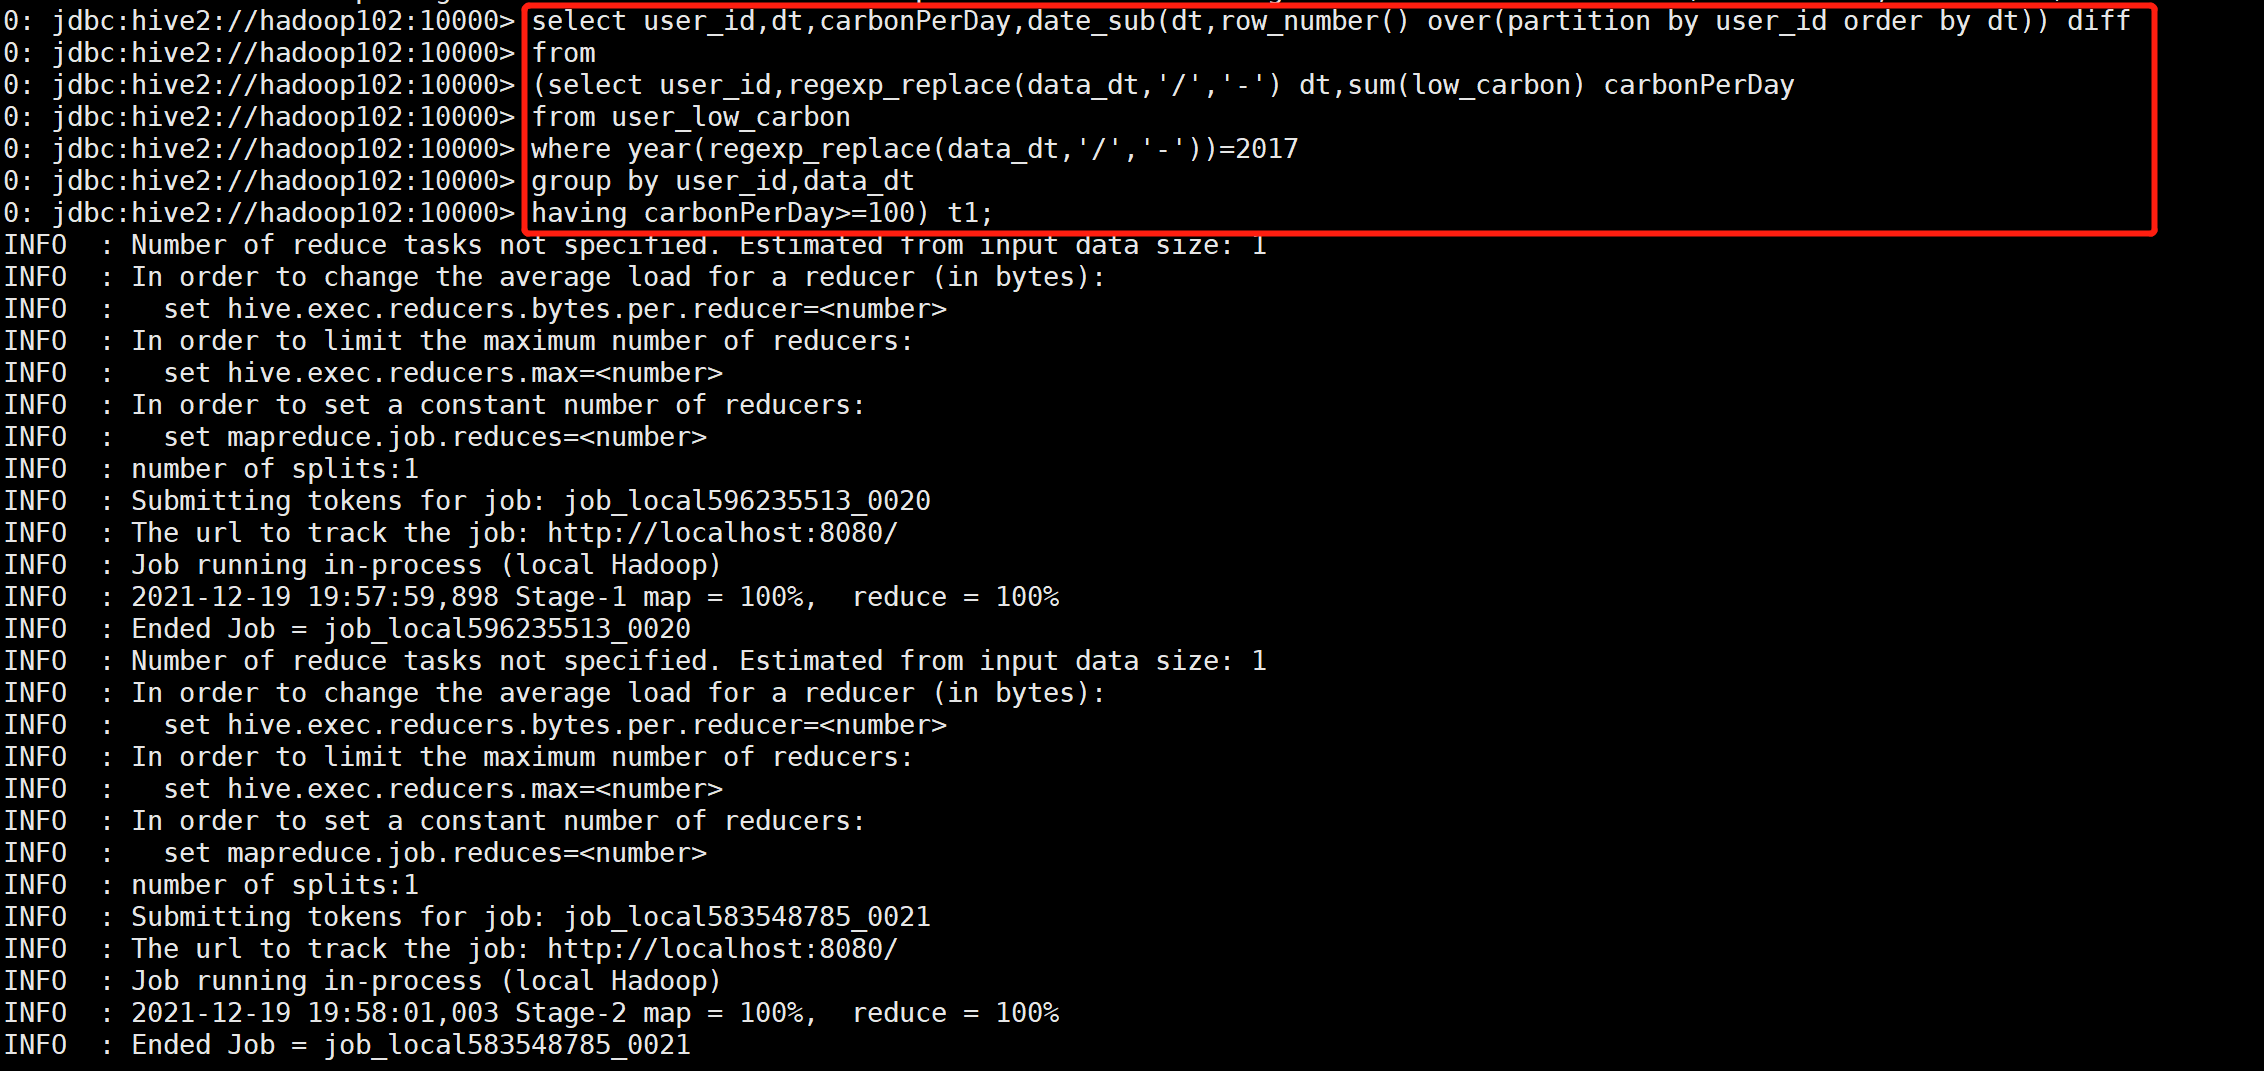 0: jdbc:hive2://hadoop102:10000> select user_id,dt,carbonPerDay,date_sub(dt,row_number() over(partition by user_id order by dt)) diff
0: jdbc:hive2://hadoop102:10000> from
0: jdbc:hive2://hadoop102:10000> (select user_id,regexp_replace(data_dt,'/','-') dt,sum(low_carbon) carbonPerDay
0: jdbc:hive2://hadoop102:10000> from user_low_carbon
0: jdbc:hive2://hadoop102:10000> where year(regexp_replace(data_dt,'/','-'))=2017
0: jdbc:hive2://hadoop102:10000> group by user_id,data_dt
0: jdbc:hive2://hadoop102:10000> having carbonPerDay>=100) t1;
INFO  : Number of reduce tasks not specified. Estimated from input data size: 1
INFO  : In order to change the average load for a reducer (in bytes):
INFO  :   set hive.exec.reducers.bytes.per.reducer=<number>
INFO  : In order to limit the maximum number of reducers:
INFO  :   set hive.exec.reducers.max=<number>
INFO  : In order to set a constant number of reducers:
INFO  :   set mapreduce.job.reduces=<number>
INFO  : number of splits:1
INFO  : Submitting tokens for job: job_local596235513_0020
INFO  : The url to track the job: http://localhost:8080/
INFO  : Job running in-process (local Hadoop)
INFO  : 2021-12-19 19:57:59,898 Stage-1 map = 100%,  reduce = 100%
INFO  : Ended Job = job_local596235513_0020
INFO  : Number of reduce tasks not specified. Estimated from input data size: 1
INFO  : In order to change the average load for a reducer (in bytes):
INFO  :   set hive.exec.reducers.bytes.per.reducer=<number>
INFO  : In order to limit the maximum number of reducers:
INFO  :   set hive.exec.reducers.max=<number>
INFO  : In order to set a constant number of reducers:
INFO  :   set mapreduce.job.reduces=<number>
INFO  : number of splits:1
INFO  : Submitting tokens for job: job_local583548785_0021
INFO  : The url to track the job: http://localhost:8080/
INFO  : Job running in-process (local Hadoop)
INFO  : 2021-12-19 19:58:01,003 Stage-2 map = 100%,  reduce = 100%
INFO  : Ended Job = job_local583548785_0021